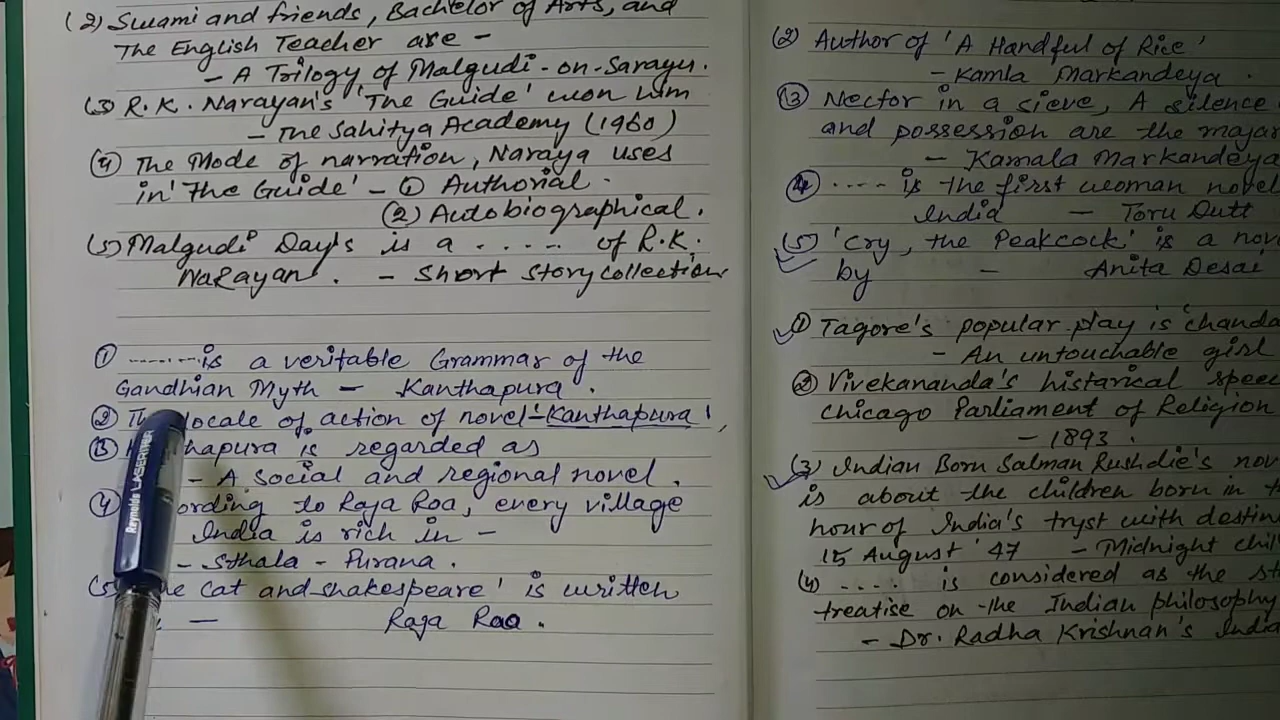 (2) Swami and friends, Bachelor of Arts, and
The English Teacher are -
- A Trilogy of Malgudi-on-Sarayu.
(3) R.K. Narayan's 'The Guide' won him
- The Sahitya Academy (1960)
(4) The Mode of narration, Naraya uses
in 'The Guide' - (1) Authorial.
(2) Autobiographical.
(5) Malgudi Day's is a ..... of R.K.
Narayan. - Short Story collection
(1) ........is a veritable Grammar of the
Gandhian Myth - Kanthapura.
(2) locale of action of novel - 'Kanthapura',
(3) hapura is regarded as
- A Social and regional novel.
(4) ording to Raja Roa, every village
India is rich in -
- Sthala - Purana.
(5) cat and shakespeare' is written
- Raja Rao.
(2) Author of 'A Handful of Rice'
- Kamla Markandeya.
(3) Nector in a sieve, A silence
and possession are the major
- Kamala Markandeya
(4) ..... is the first woman novel
India - Toru Dutt
(5) 'Cry, the Peakcock' is a nov
by - Anita Desai
(1) Tagore's popular play is 'chanda
- An untouchable girl
(2) Vivekananda's histarical speec
chicago Parliament of Religion
- 1893.
(3) Indian Born Salman Rushdie's nov
is about the children born in t
hour of India's tryst with destin
15 August '47 - Midnight chil
(4) ..... is considered as the st
treatise on the Indian philosophy
- Dr. Radha Krishnan's India
Reynolds LASER